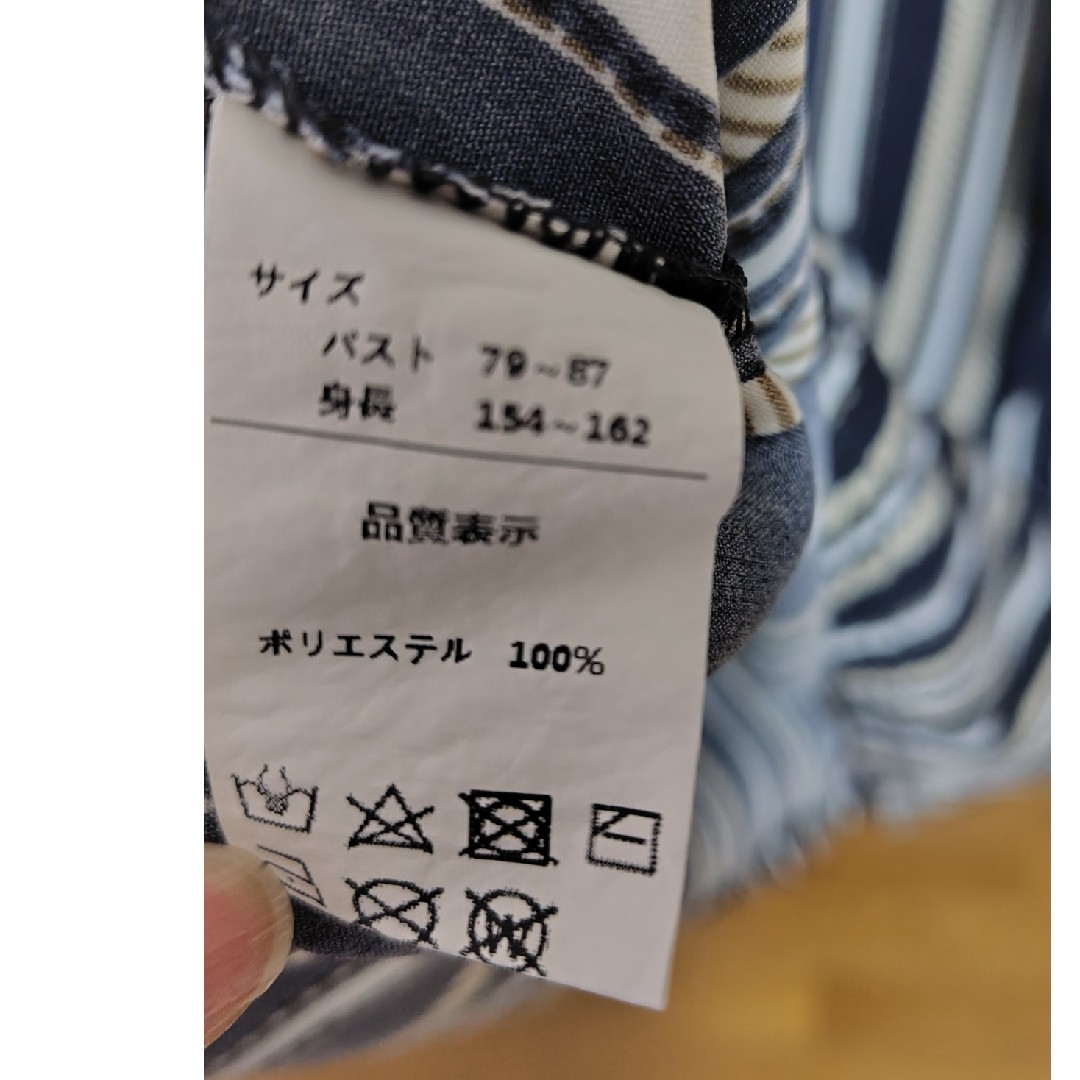 サイズ
バスト 79～87
身長 154～162
品質表示
ポリエステル 100%